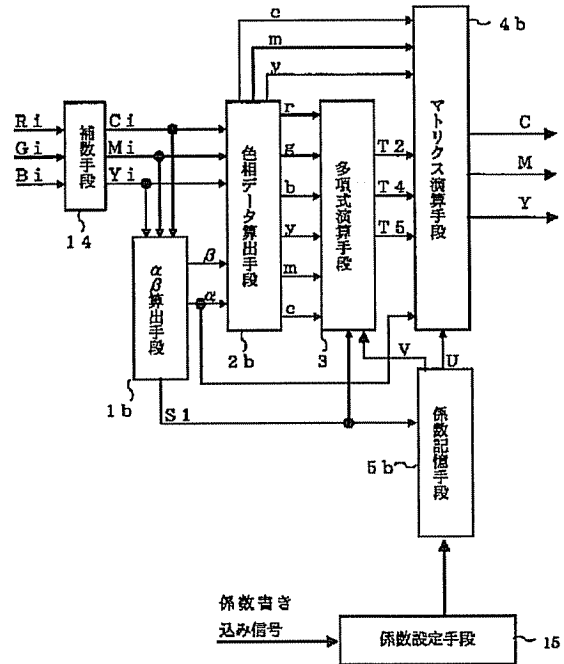 c
4b
m
y
Ri
Gi
Bi
補数手段
14
Ci
Mi
Yi
色相データ算出手段
2b
r
g
b
y
m
c
多項式演算手段
3
T2
T4
T5
マトリクス演算手段
C
M
Y
αβ算出手段
1b
β
α
S1
V
U
係数記憶手段
5b
係数書き
込み信号
係数設定手段
15